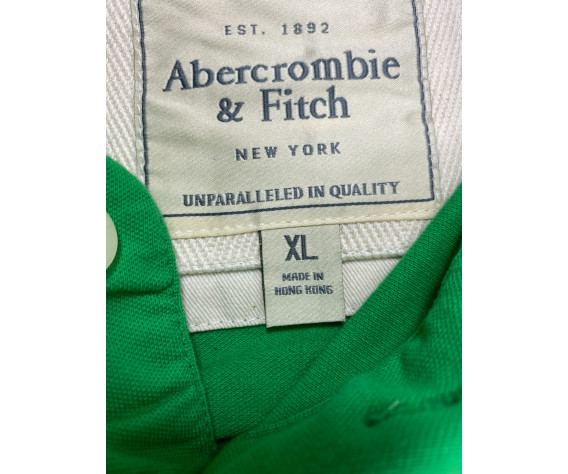 EST. 1892
Abercrombie
& Fitch
NEW YORK
UNPARALLELED IN QUALITY
XL
MADE IN
HONG KONG